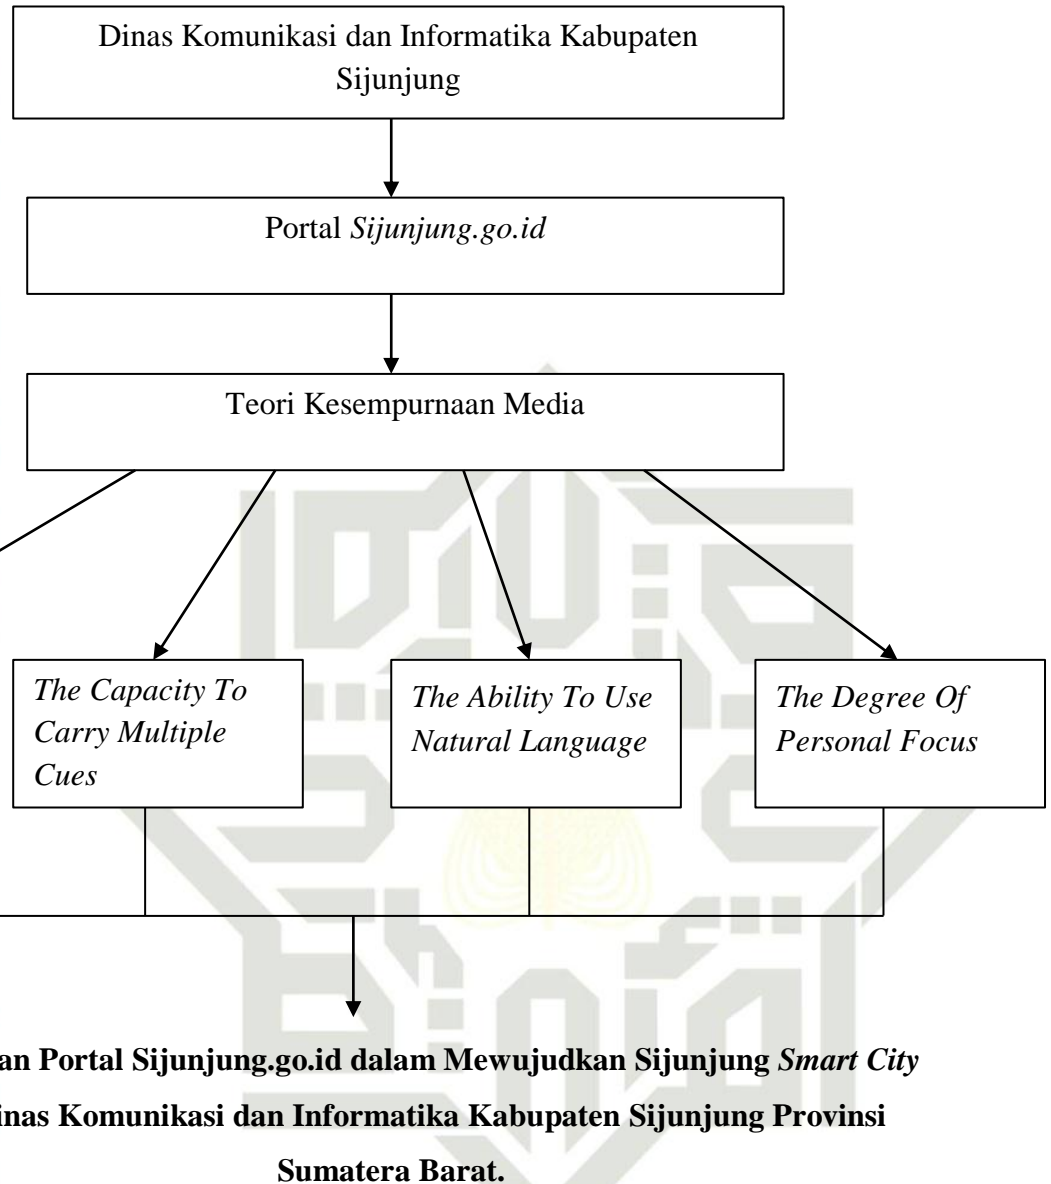 Dinas Komunikasi dan Informatika Kabupaten
Sijunjung
Portal Sijunjung.go.id
Teori Kesempurnaan Media
The Capacity To
Carry Multiple
Cues
The Ability To Use
Natural Language
The Degree Of
Personal Focus
an Portal Sijunjung.go.id dalam Mewujudkan Sijunjung Smart City
inas Komunikasi dan Informatika Kabupaten Sijunjung Provinsi
Sumatera Barat.